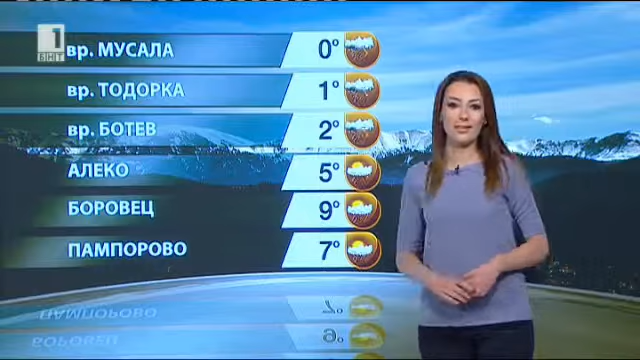 1
БНТ
вр. МУСАЛА 0°
вр. ТОДОРКА 1°
вр. БОТЕВ 2°
АЛЕКО 5°
БОРОВЕЦ 9°
ПАМПОРОВО 7°